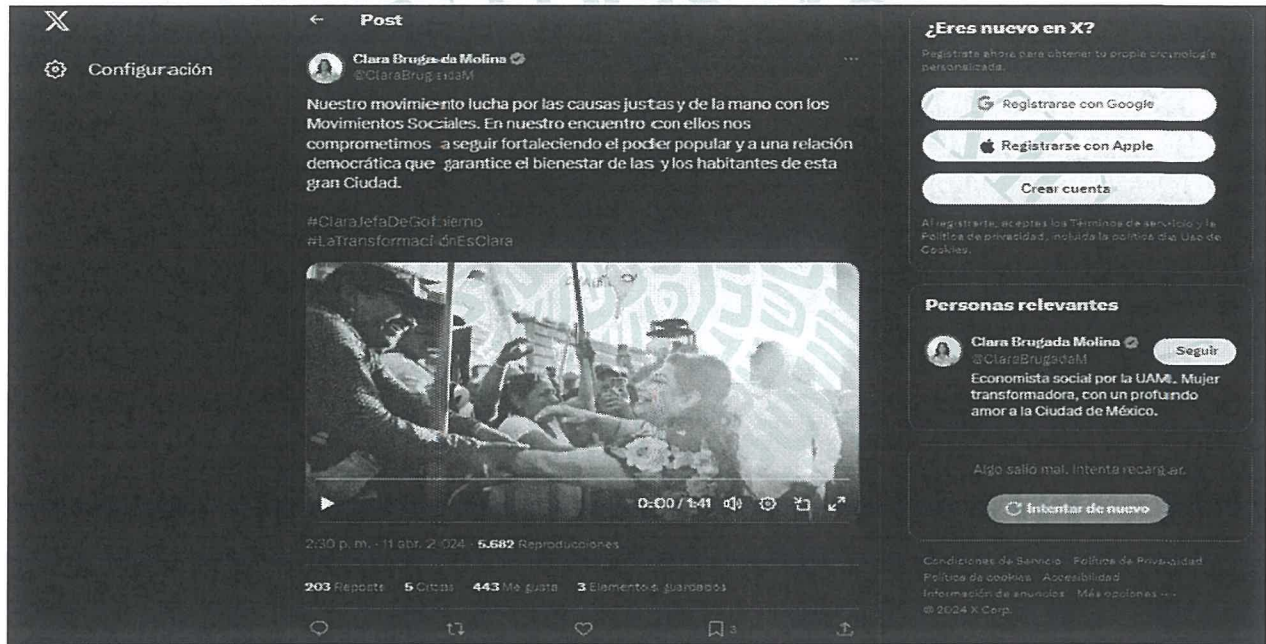 Configuración
Post
Clara Brugada Molina
@ClaraBrugadaM
Nuestro movimiento lucha por las causas justas y de la mano con los
Movimientos Sociales. En nuestro encuentro con ellos nos
comprometimos a seguir fortaleciendo el poder popular y a una relación
democrática que garantice el bienestar de las y los habitantes de esta
gran Ciudad.
#ClaraJefaDeGobierno
#LaTransformaciónEsClara
0:00 / 1:41
2:30 p. m. · 11 abr. 2024 · 5.682 Reproducciones
203 Reposts 5 Citas 443 Me gusta 3 Elementos guardados
3
¿Eres nuevo en X?
Regístrate ahora para obtener tu propia cronología
personalizada.
Registrarse con Google
Registrarse con Apple
Crear cuenta
Al registrarte, aceptas los Términos de servicio y la
Política de privacidad, incluida la política de Uso de
Cookies.
Personas relevantes
Clara Brugada Molina
@ClaraBrugadaM
Seguir
Economista social por la UAMI. Mujer
transformadora, con un profundo
amor a la Ciudad de México.
Algo salió mal. Intenta recargar.
Intentar de nuevo
Condiciones de Servicio Política de Privacidad
Política de cookies Accesibilidad
Información de anuncios Más opciones ···
© 2024 X Corp.